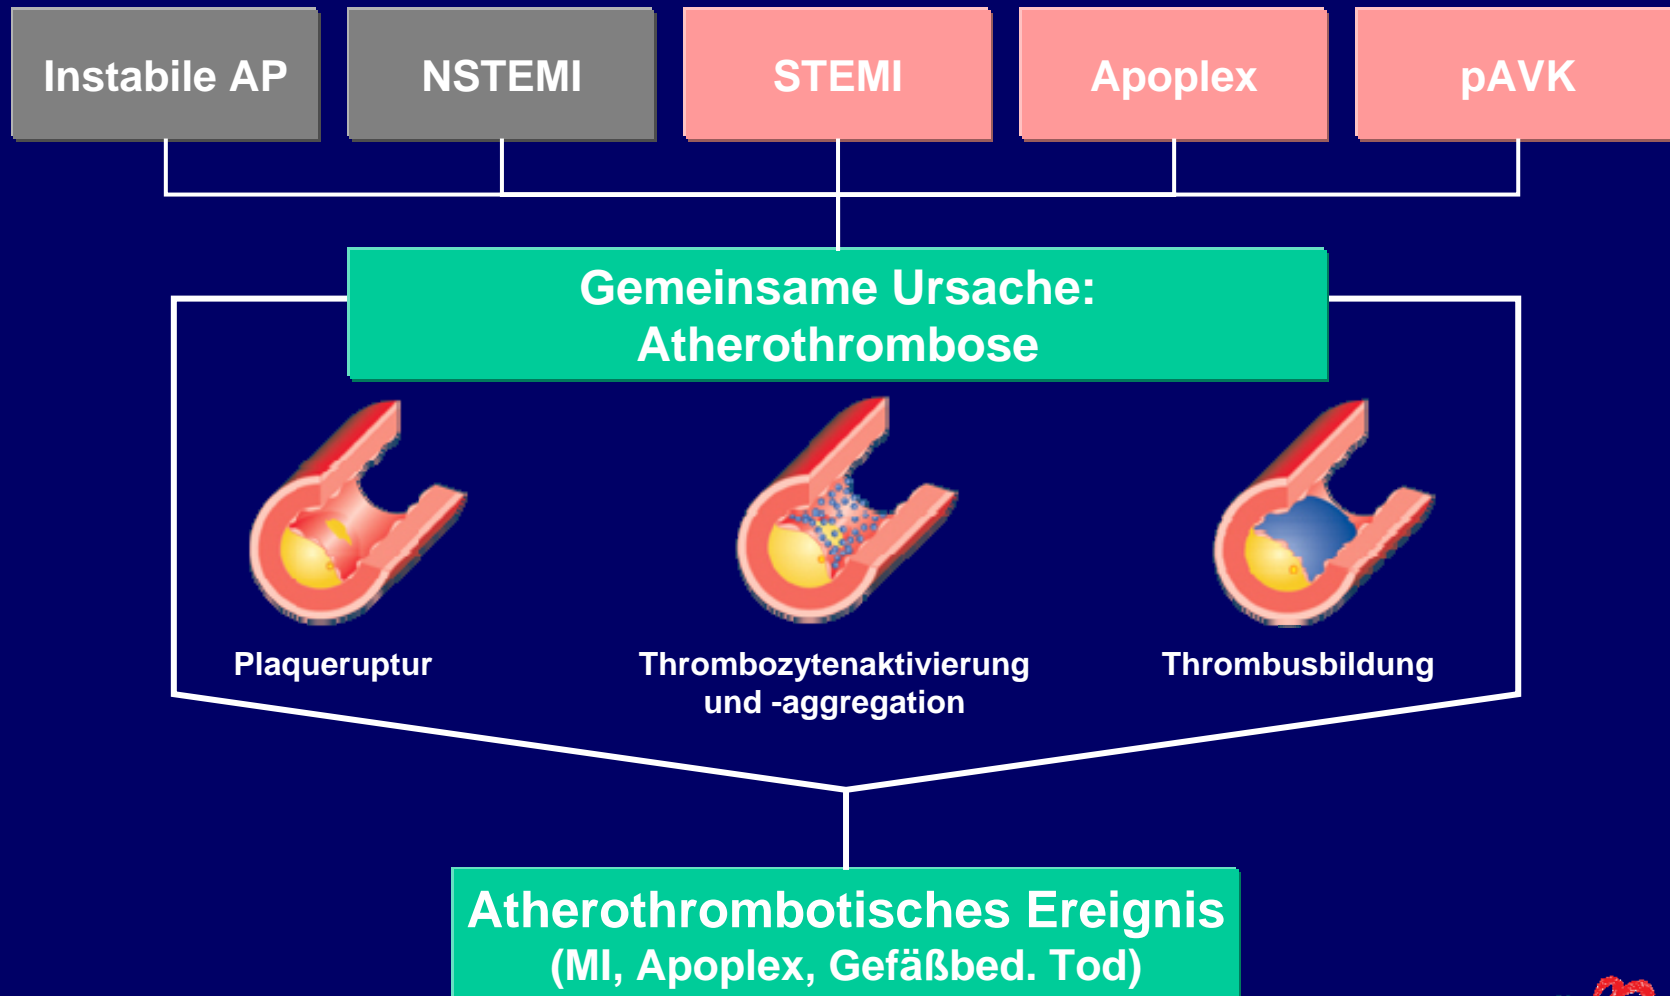 Instabile AP
NSTEMI
STEMI
Apoplex
pAVK
Gemeinsame Ursache:
Atherothrombose
Plaqueruptur
Thrombozytenaktivierung
und -aggregation
Thrombusbildung
Atherothrombotisches Ereignis
(MI, Apoplex, Gefäßbed. Tod)